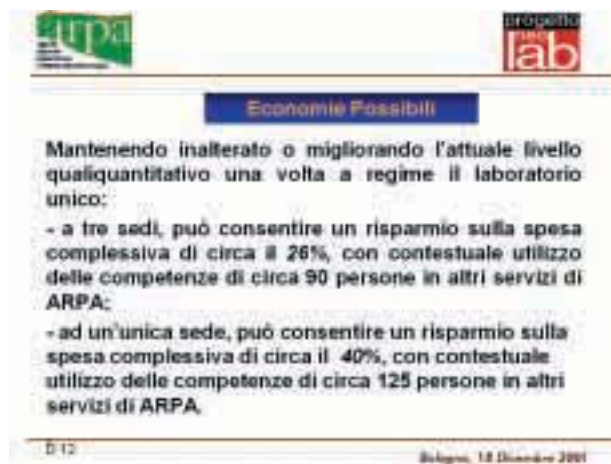 arpa
progetto
neo
lab
Economie Possibili
Mantenendo inalterato o migliorando l'attuale livello
qualiquantitativo una volta a regime il laboratorio
unico:
- a tre sedi, può consentire un risparmio sulla spesa
complessiva di circa il 26%, con contestuale utilizzo
delle competenze di circa 90 persone in altri servizi di
ARPA;
- ad un'unica sede, può consentire un risparmio sulla
spesa complessiva di circa il 40%, con contestuale
utilizzo delle competenze di circa 125 persone in altri
servizi di ARPA.
D 12
Bologna, 18 Dicembre 2001